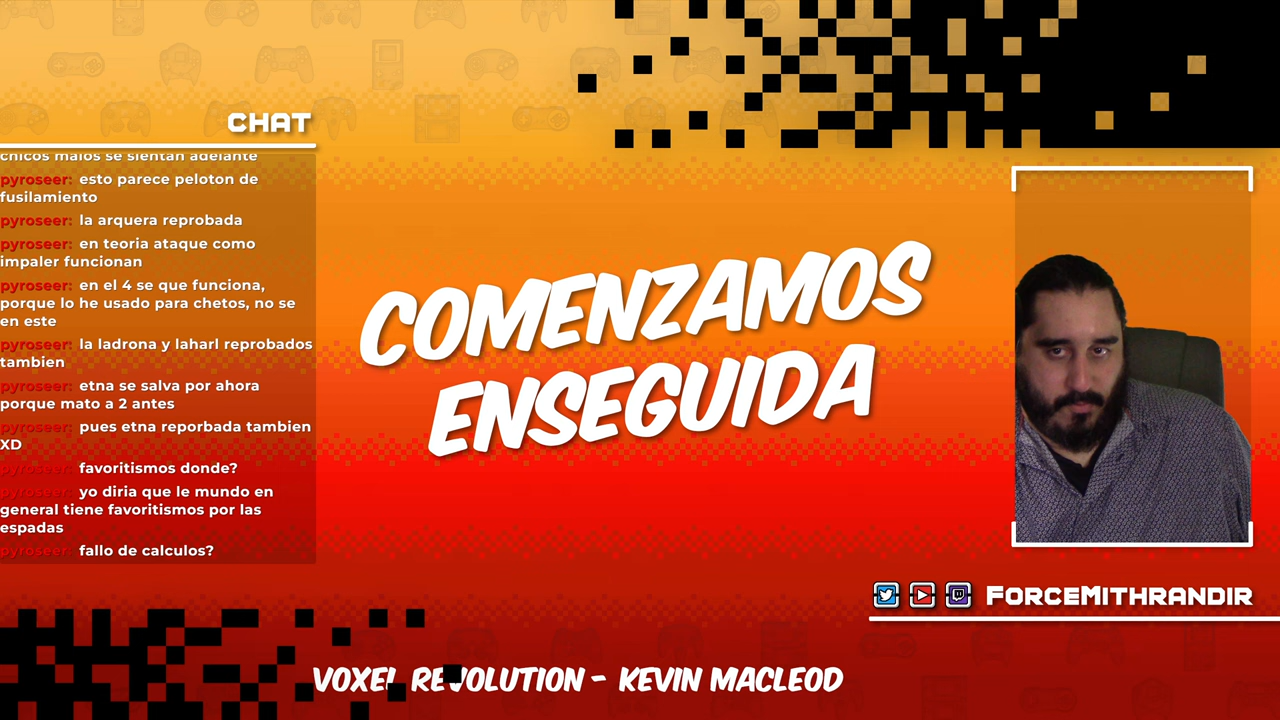 CHAT
chicos malos se sientan adelante
pyroseer: esto parece peloton de
fusilamiento
pyroseer: la arquera reprobada
pyroseer: en teoria ataque como
impaler funcionan
pyroseer: en el 4 se que funciona,
porque lo he usado para chetos, no se
en este
pyroseer: la ladrona y laharl reprobados
tambien
pyroseer: etna se salva por ahora
porque mato a 2 antes
pyroseer: pues etna reporbada tambien
XD
pyroseer: favoritismos donde?
pyroseer: yo diria que le mundo en
general tiene favoritismos por las
espadas
pyroseer: fallo de calculos?
COMENZAMOS
ENSEGUIDA
FORCEMITHRANDIR
VOXEL REVOLUTION - KEVIN MACLEOD